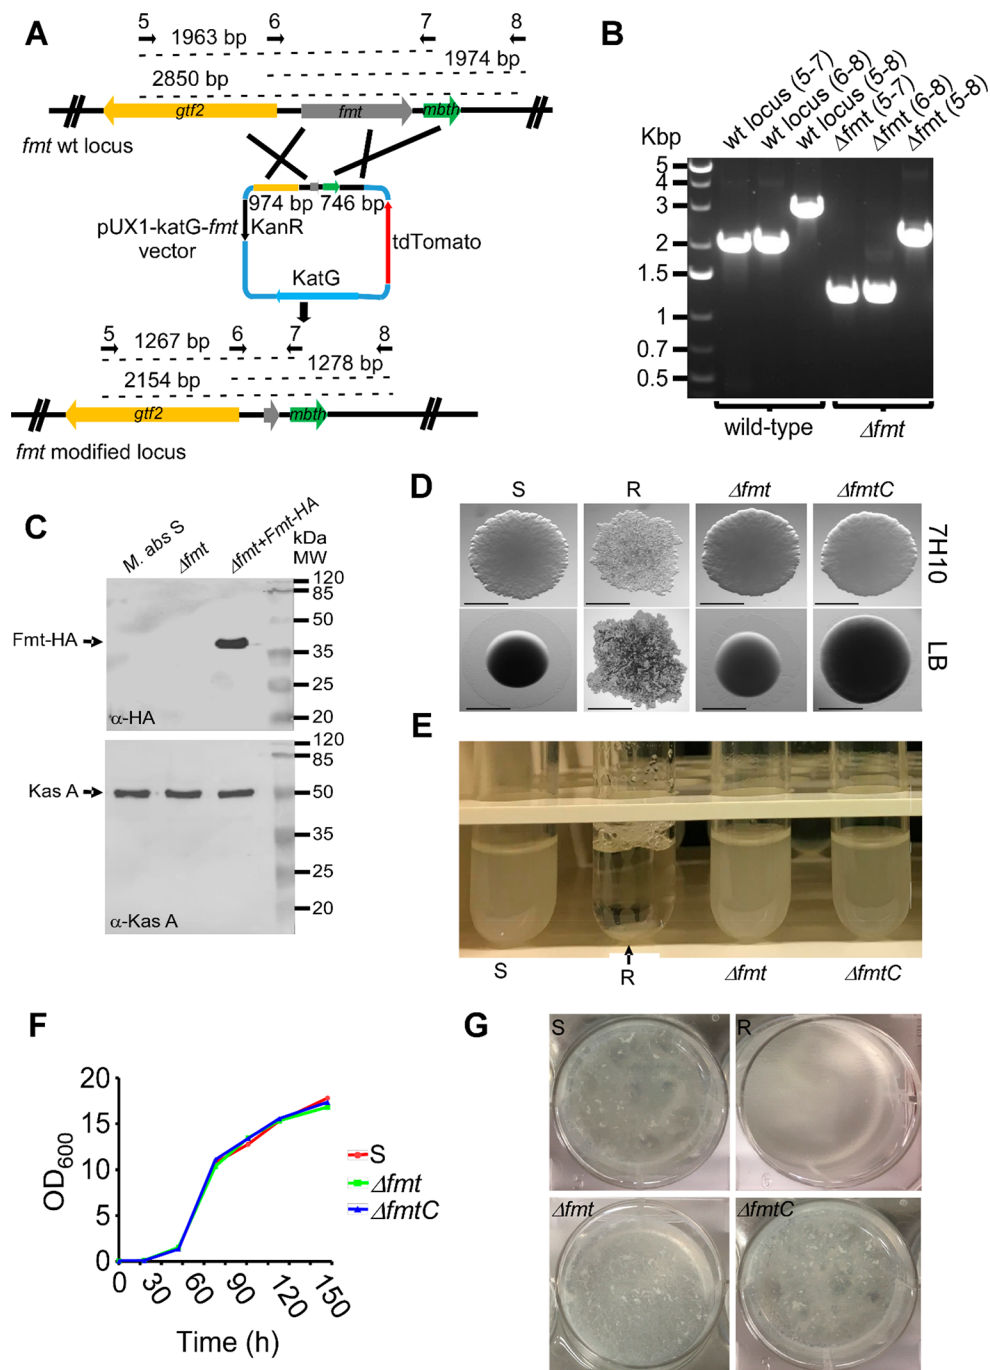 A
5 6 7 8
1963 bp
1974 bp
2850 bp
gtf2 fmt mbth
fmt wt locus
974 bp 746 bp
pUX1-katG-fmt
vector
KanR
tdTomato
KatG
5 6 7 8
1267 bp
1278 bp
2154 bp
gtf2 mbth
fmt modified locus
B
Kbp
wt locus (5-7)
wt locus (6-8)
wt locus (5-8)
Δfmt (5-7)
Δfmt (6-8)
Δfmt (5-8)
5
4
3
2
1.5
1
0.7
0.5
wild-type Δfmt
C
M. abs S
Δfmt
Δfmt+Fmt-HA
kDa
MW
120
85
50
35
25
20
Fmt-HA
α-HA
120
85
50
35
25
20
Kas A
α-Kas A
D
S R Δfmt ΔfmtC
7H10
LB
E
S R Δfmt ΔfmtC
F
20
15
10
5
0
OD600
0 30 60 90 120 150
Time (h)
S
Δfmt
ΔfmtC
G
S R
Δfmt ΔfmtC